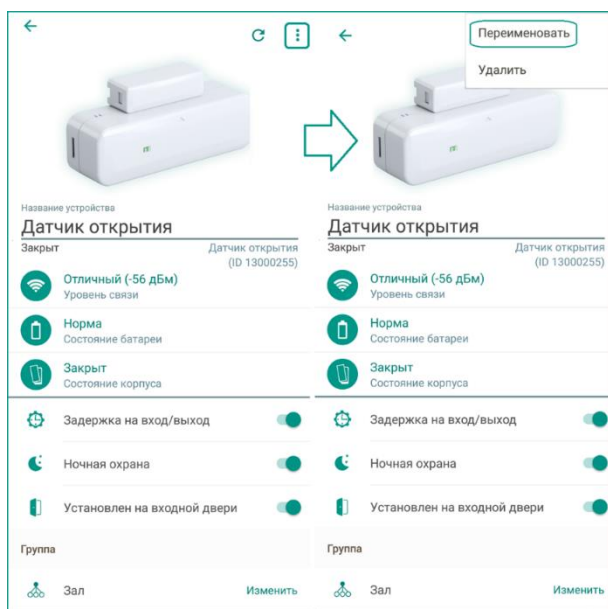 Название устройства
Датчик открытия
Закрыт
Датчик открытия
(ID 13000255)
Отличный (-56 дБм)
Уровень связи
Норма
Состояние батареи
Закрыт
Состояние корпуса
Задержка на вход/выход
Ночная охрана
Установлен на входной двери
Группа
Зал
Изменить
Переименовать
Удалить
Название устройства
Датчик открытия
Закрыт
Датчик открытия
(ID 13000255)
Отличный (-56 дБм)
Уровень связи
Норма
Состояние батареи
Закрыт
Состояние корпуса
Задержка на вход/выход
Ночная охрана
Установлен на входной двери
Группа
Зал
Изменить